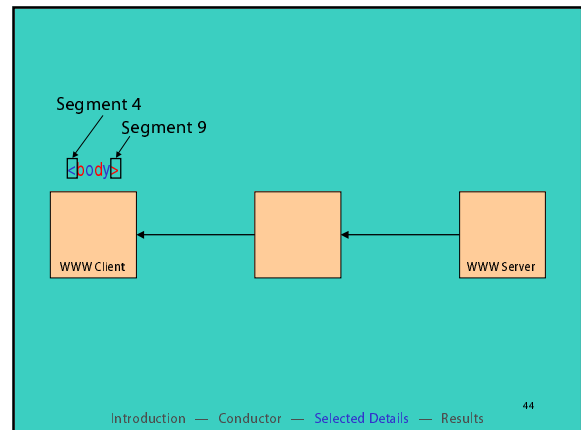 Segment 4
Segment 9
<body>
WWW Client
WWW Server
44
Introduction — Conductor — Selected Details — Results